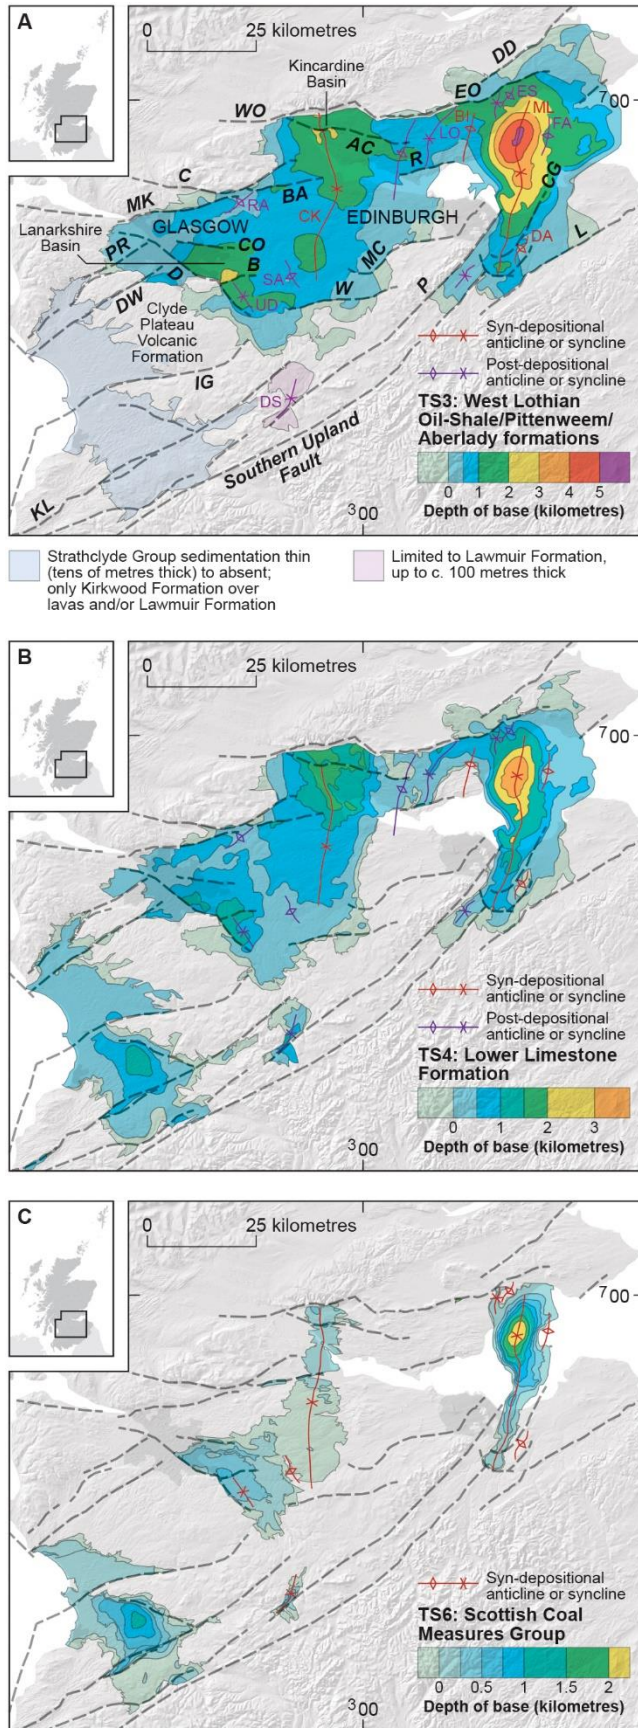 A
0 25 kilometres
Kincardine
Basin
DD
WO
EO
ES
ML
700
BI
LO
FA
AC
R
C
MK
BA
RA
CG
GLASGOW
CK
EDINBURGH
Lanarkshire
Basin
PR
CO
MC
DA
L
D
B
SA
P
DW
W
UD
Clyde
Plateau
Volcanic
Formation
IG
DS
Southern Upland
Fault
KL
300
Syn-depositional
anticline or syncline
Post-depositional
anticline or syncline
TS3: West Lothian
Oil-Shale/Pittenweem/
Aberlady formations
0 1 2 3 4 5
Depth of base (kilometres)
Strathclyde Group sedimentation thin
(tens of metres thick) to absent;
only Kirkwood Formation over
lavas and/or Lawmuir Formation
Limited to Lawmuir Formation,
up to c. 100 metres thick
B
0 25 kilometres
700
300
Syn-depositional
anticline or syncline
Post-depositional
anticline or syncline
TS4: Lower Limestone
Formation
0 1 2 3
Depth of base (kilometres)
C
0 25 kilometres
700
300
Syn-depositional
anticline or syncline
TS6: Scottish Coal
Measures Group
0 0.5 1 1.5 2
Depth of base (kilometres)